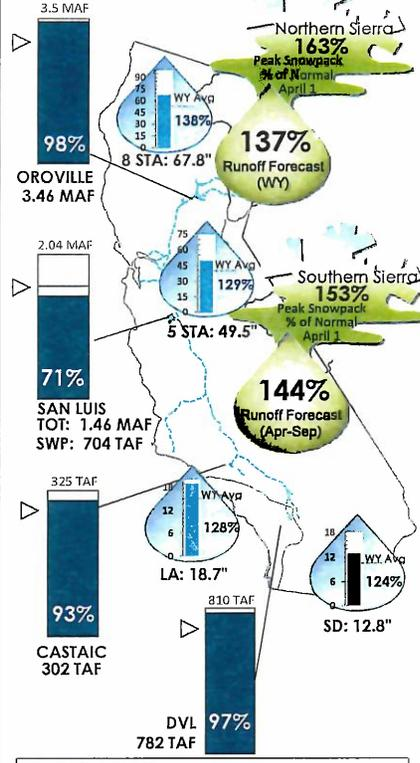 3.5 MAF
98%
OROVILLE
3.46 MAF
90
75
60
45
30
15
0
WY Avg
138%
8 STA: 67.8"
Northern Sierra
163%
Peak Snowpack
% of Normal
April 1
137%
Runoff Forecast
(WY)
2.04 MAF
71%
SAN LUIS
TOT: 1.46 MAF
SWP: 704 TAF
75
60
45
30
15
0
WY Avg
129%
5 STA: 49.5"
Southern Sierra
153%
Peak Snowpack
% of Normal
April 1
144%
Runoff Forecast
(Apr-Sep)
325 TAF
93%
CASTAIC
302 TAF
18
12
6
0
WY Avg
128%
LA: 18.7"
18
12
6
0
WY Avg
124%
SD: 12.8"
810 TAF
97%
DVL
782 TAF